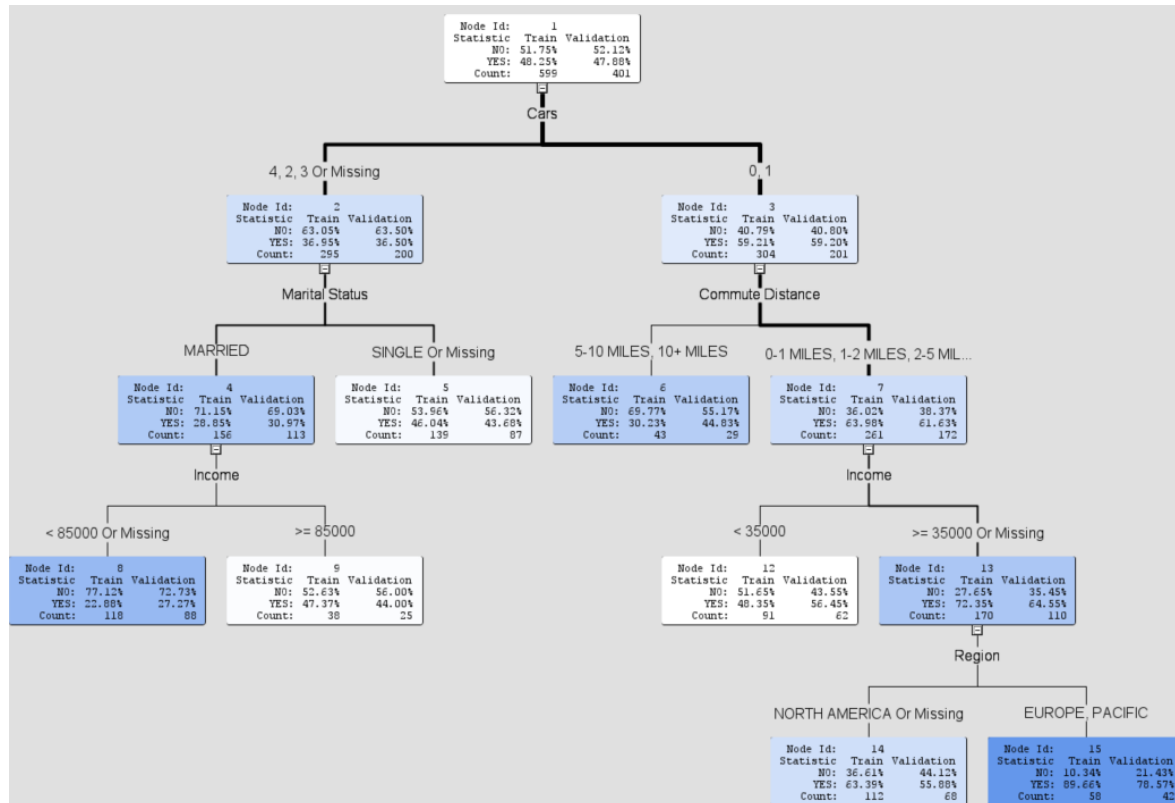 Node Id: 1
Statistic Train Validation
NO: 51.75% 52.12%
YES: 48.25% 47.88%
Count: 599 401
Cars
4, 2, 3 Or Missing
0, 1
Node Id: 2
Statistic Train Validation
NO: 63.05% 63.50%
YES: 36.95% 36.50%
Count: 295 200
Node Id: 3
Statistic Train Validation
NO: 40.79% 40.80%
YES: 59.21% 59.20%
Count: 304 201
Marital Status
Commute Distance
MARRIED
SINGLE Or Missing
5-10 MILES, 10+ MILES
0-1 MILES, 1-2 MILES, 2-5 MIL...
Node Id: 4
Statistic Train Validation
NO: 71.15% 69.03%
YES: 28.85% 30.97%
Count: 156 113
Node Id: 5
Statistic Train Validation
NO: 53.96% 56.32%
YES: 46.04% 43.68%
Count: 139 87
Node Id: 6
Statistic Train Validation
NO: 69.77% 55.17%
YES: 30.23% 44.83%
Count: 43 29
Node Id: 7
Statistic Train Validation
NO: 36.02% 38.37%
YES: 63.98% 61.63%
Count: 261 172
Income
Income
< 85000 Or Missing
>= 85000
< 35000
>= 35000 Or Missing
Node Id: 8
Statistic Train Validation
NO: 77.12% 72.73%
YES: 22.88% 27.27%
Count: 118 88
Node Id: 9
Statistic Train Validation
NO: 52.63% 56.00%
YES: 47.37% 44.00%
Count: 38 25
Node Id: 12
Statistic Train Validation
NO: 51.65% 43.55%
YES: 48.35% 56.45%
Count: 91 62
Node Id: 13
Statistic Train Validation
NO: 27.65% 35.45%
YES: 72.35% 64.55%
Count: 170 110
Region
NORTH AMERICA Or Missing
EUROPE, PACIFIC
Node Id: 14
Statistic Train Validation
NO: 36.61% 44.12%
YES: 63.39% 55.88%
Count: 112 68
Node Id: 15
Statistic Train Validation
NO: 10.34% 21.43%
YES: 89.66% 78.57%
Count: 58 42